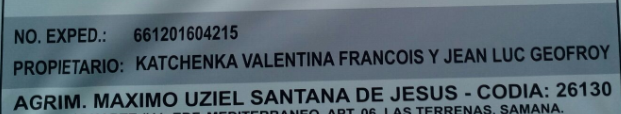 NO. EXPED.: 661201604215
PROPIETARIO: KATCHENKA VALENTINA FRANCOIS Y JEAN LUC GEOFROY
AGRIM. MAXIMO UZIEL SANTANA DE JESUS - CODIA: 26130
MEDITERRANEO, APT. 06, LAS TERRENAS, SAMANA.